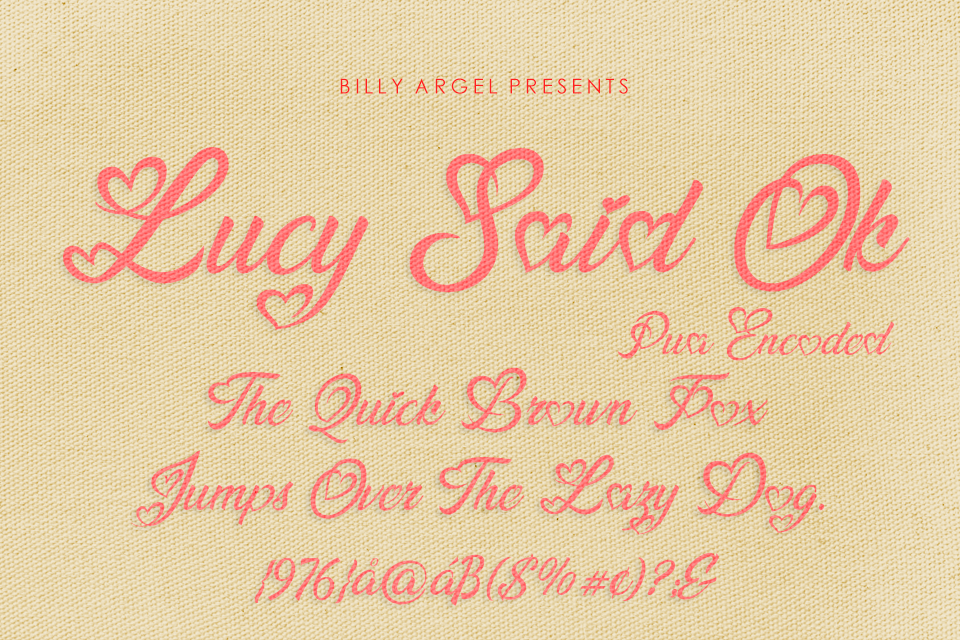 BILLY ARGEL PRESENTS
Lucy Said Ok
Pua Encoded
The Quick Brown Fox
Jumps Over The Lazy Dog.
{1976}å@áß($%#¢)?;&